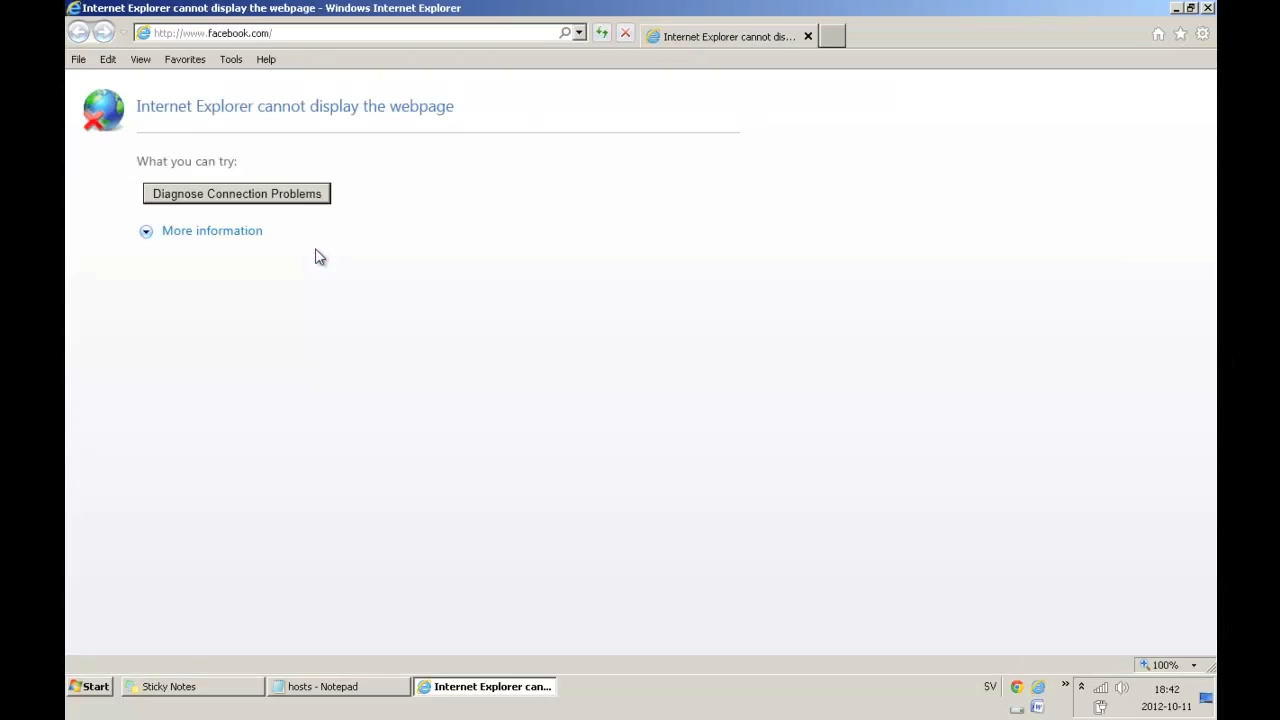 Internet Explorer cannot display the webpage - Windows Internet Explorer
http://www.facebook.com/
Internet Explorer cannot dis...
File Edit View Favorites Tools Help
Internet Explorer cannot display the webpage
What you can try:
Diagnose Connection Problems
More information
100%
Start
Sticky Notes
hosts - Notepad
Internet Explorer can...
SV
18:42
2012-10-11